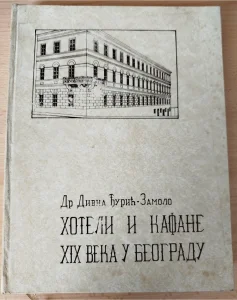 Др Дивна Ђурић-Замоло
ХОТЕЛИ И КАФАНЕ
XIX ВЕКА У БЕОГРАДУ